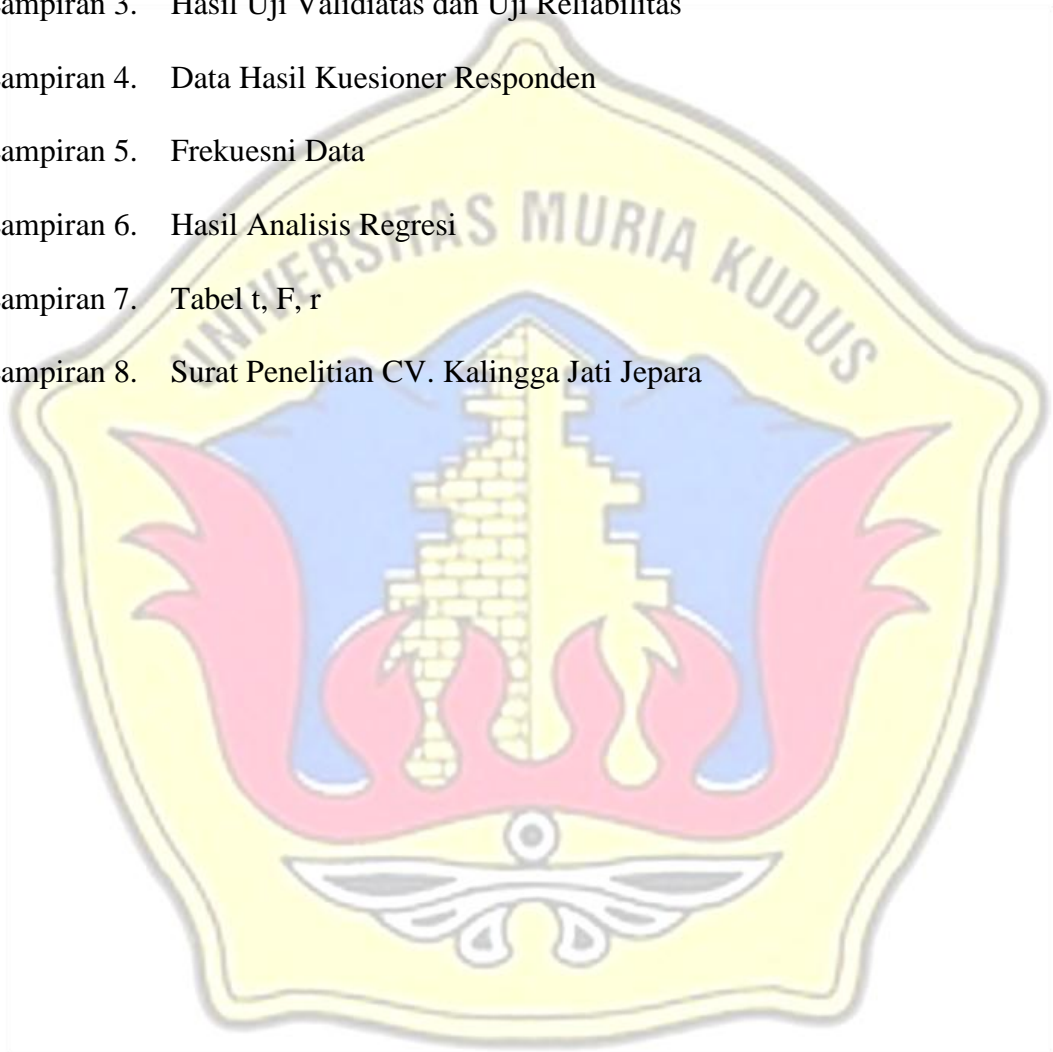 ampiran 3. Hasil Uji Validiatas dan Uji Reliabilitas
ampiran 4. Data Hasil Kuesioner Responden
ampiran 5. Frekuesni Data
ampiran 6. Hasil Analisis Regresi
UNIVERSITAS MURIA KUDUS
ampiran 7. Tabel t, F, r
ampiran 8. Surat Penelitian CV. Kalingga Jati Jepara